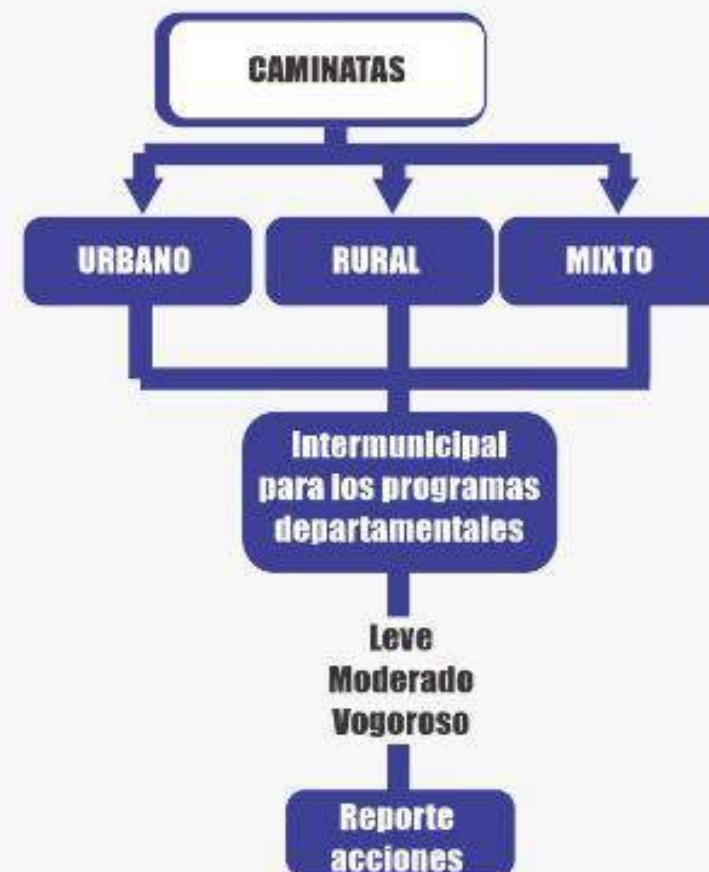 CAMINATAS
URBANO
RURAL
MIXTO
Intermunicipal
para los programas
departamentales
Leve
Moderado
Vogoroso
Reporte
acciones